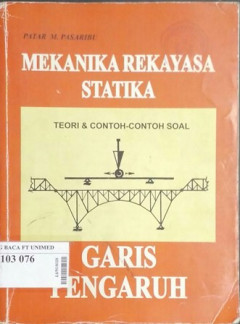 PATAR M. PASARIBU
MEKANIKA REKAYASA
STATIKA
TEORI & CONTOH-CONTOH SOAL
G BACA FT UNIMED
103 076
GARIS
PENGARUH